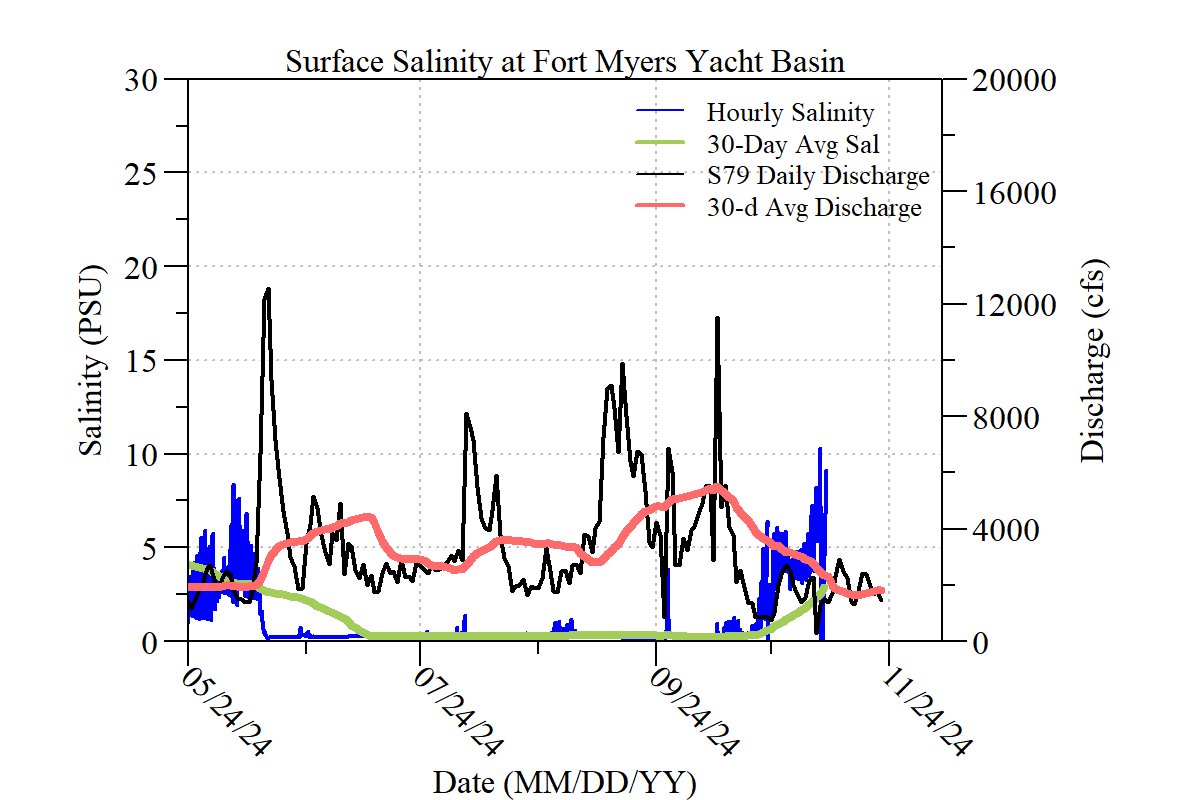 Surface Salinity at Fort Myers Yacht Basin
30
25
20
15
10
5
0
Salinity (PSU)
Hourly Salinity
30-Day Avg Sal
S79 Daily Discharge
30-d Avg Discharge
20000
16000
12000
8000
4000
0
Discharge (cfs)
05/24/24
07/24/24
09/24/24
11/24/24
Date (MM/DD/YY)